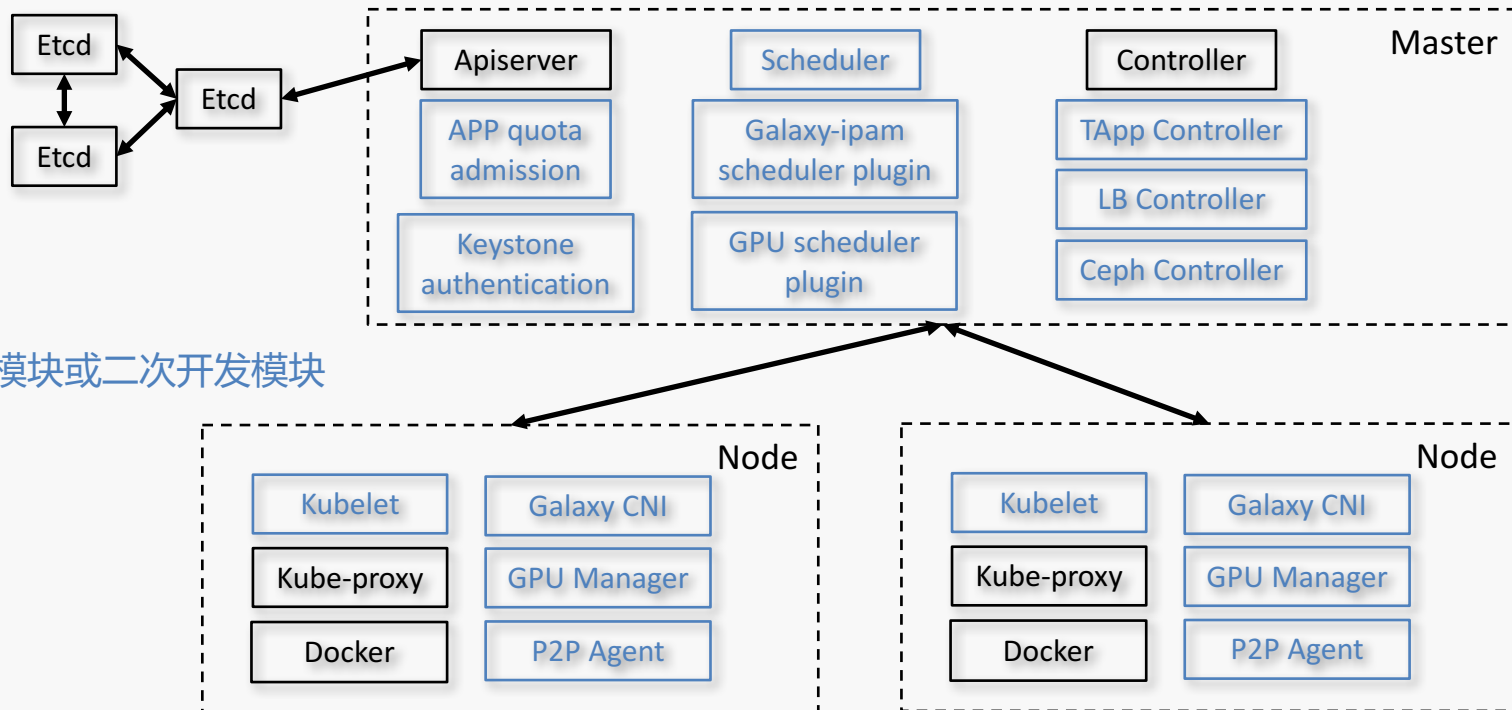 Etcd
Etcd
Etcd
Master
Apiserver
APP quota
admission
Keystone
authentication
Scheduler
Galaxy-ipam
scheduler plugin
GPU scheduler
plugin
Controller
TApp Controller
LB Controller
Ceph Controller
模块或二次开发模块
Node
Kubelet
Kube-proxy
Docker
Galaxy CNI
GPU Manager
P2P Agent
Node
Kubelet
Kube-proxy
Docker
Galaxy CNI
GPU Manager
P2P Agent